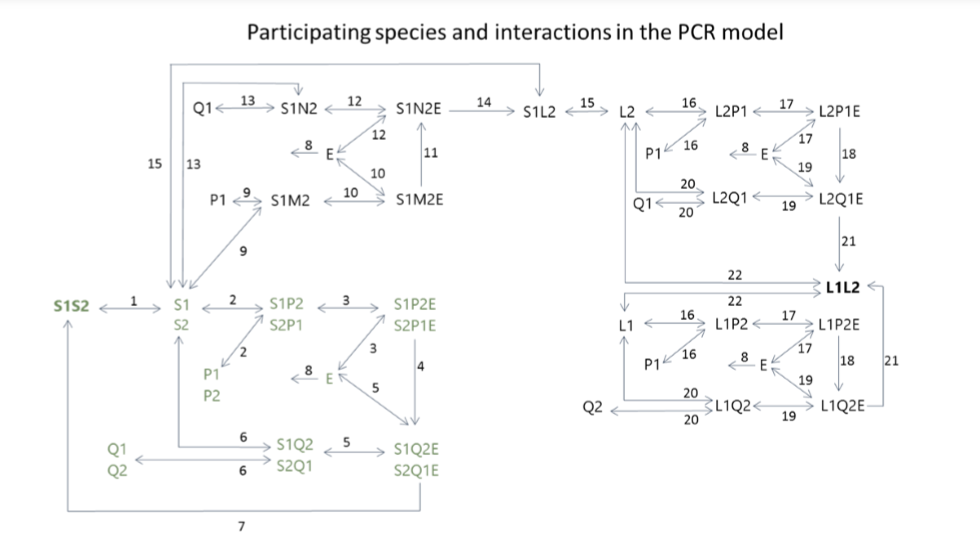 Participating species and interactions in the PCR model
Q1 13 S1N2 12 S1N2E 14 S1L2 15 L2 16 L2P1 17 L2P1E
8 E 12 11 P1 16 8 E 17 18
15 13 10 19
P1 9 S1M2 10 S1M2E Q1 20 L2Q1 19 L2Q1E
20
9 21
22
S1S2 1 S1 2 S1P2 3 S1P2E 22 L1L2
S2 S2P1 S2P1E L1 16 L1P2 17 L1P2E
2 3 4 P1 16 8 E 17 18 21
P1 8 E 5 19
P2 20
Q2 20 L1Q2 19 L1Q2E
6 S1Q2 5 S1Q2E
Q1 S2Q1 S2Q1E
Q2 6
7